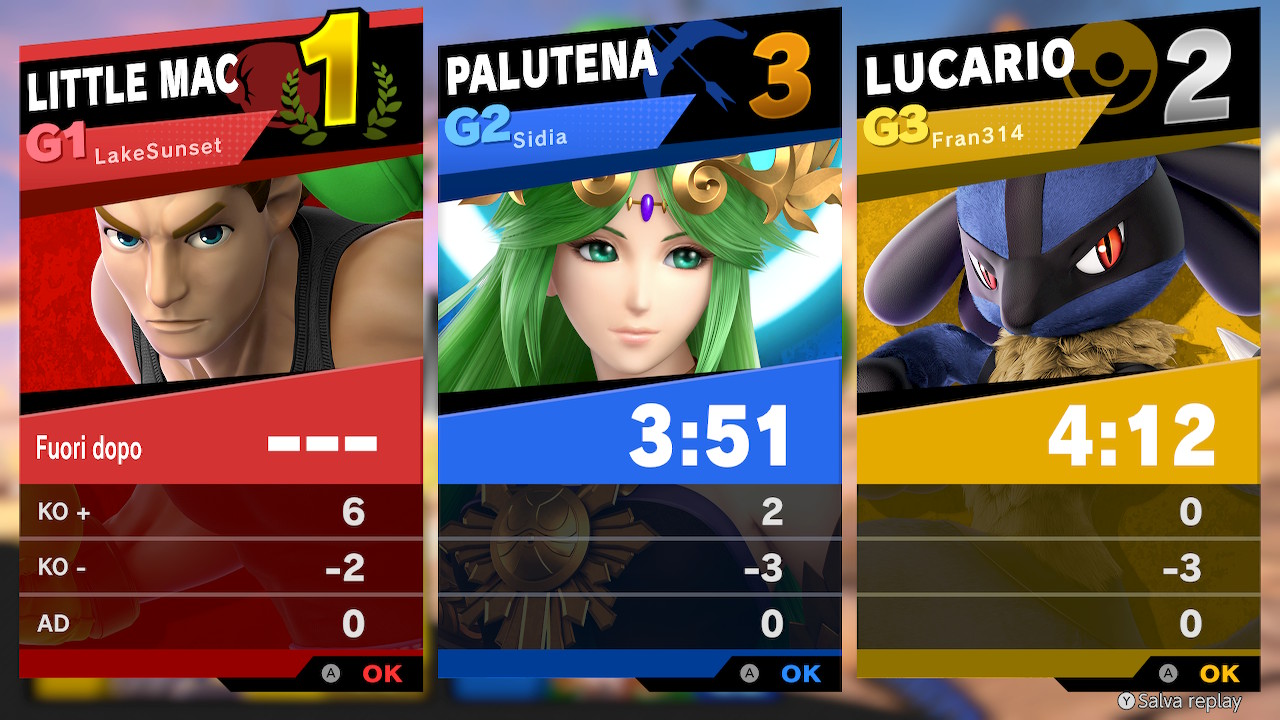 LITTLE MAC 1
G1 LakeSunset
Fuori dopo ---
KO + 6
KO - -2
AD 0
A OK
PALUTENA 3
G2 Sidia
3:51
2
-3
0
A OK
LUCARIO 2
G3 Fran314
4:12
0
-3
0
A OK
Y Salva replay